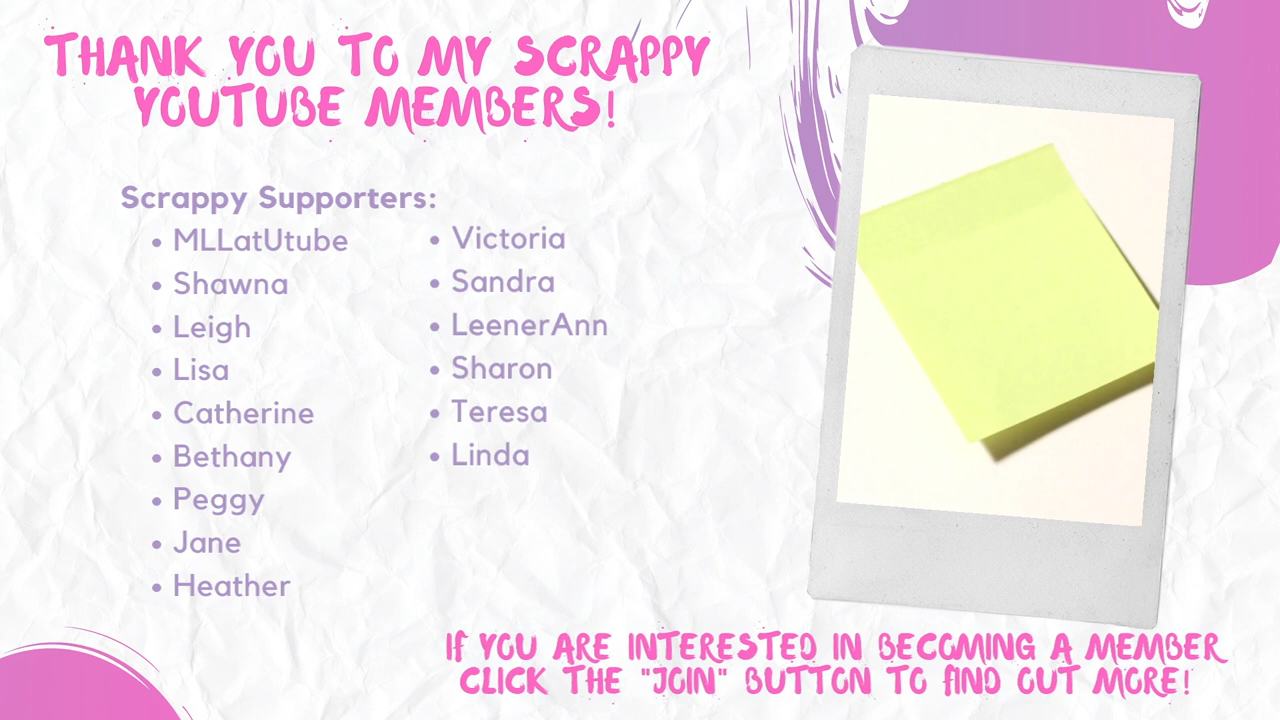 THANK YOU TO MY SCRAPPY
YOUTUBE MEMBERS!
Scrappy Supporters:
• MLLatUtube
• Shawna
• Leigh
• Lisa
• Catherine
• Bethany
• Peggy
• Jane
• Heather
• Victoria
• Sandra
• LeenerAnn
• Sharon
• Teresa
• Linda
IF YOU ARE INTERESTED IN BECOMING A MEMBER
CLICK THE "JOIN" BUTTON TO FIND OUT MORE!